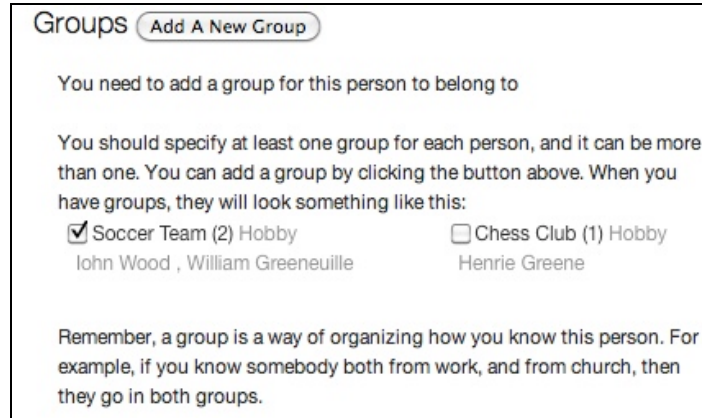 Groups Add A New Group
You need to add a group for this person to belong to
You should specify at least one group for each person, and it can be more
than one. You can add a group by clicking the button above. When you
have groups, they will look something like this:
Soccer Team (2) Hobby Chess Club (1) Hobby
Iohn Wood , William Greeneuille Henrie Greene
Remember, a group is a way of organizing how you know this person. For
example, if you know somebody both from work, and from church, then
they go in both groups.